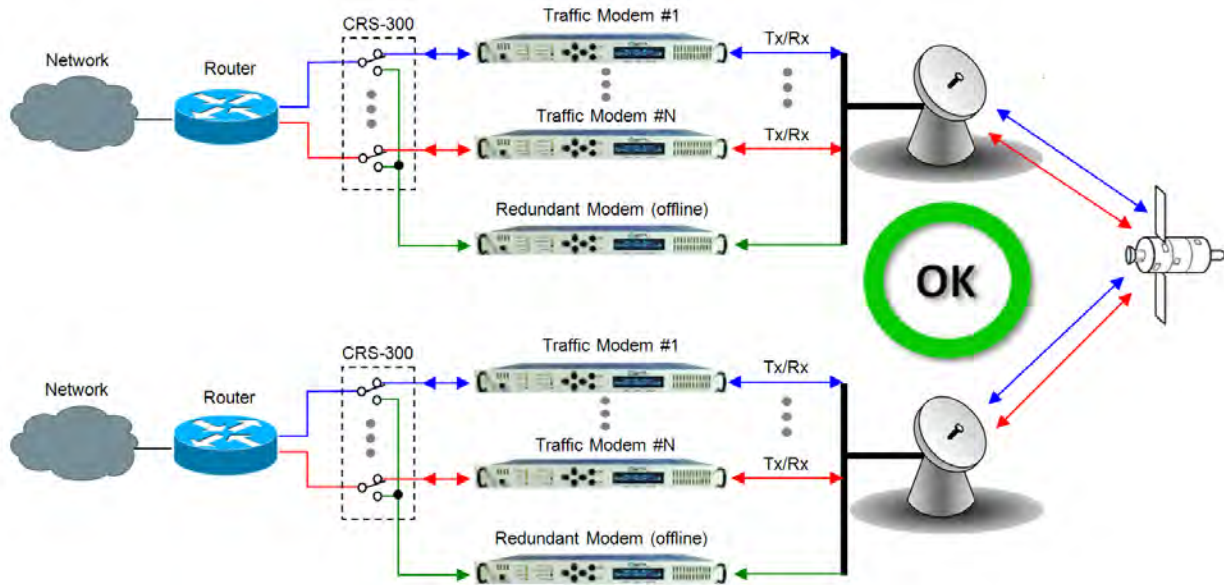 Traffic Modem #1
CRS-300
Network
Router
Tx/Rx
Traffic Modem #N
Tx/Rx
Redundant Modem (offline)
OK
Traffic Modem #1
CRS-300
Network
Router
Tx/Rx
Traffic Modem #N
Tx/Rx
Redundant Modem (offline)